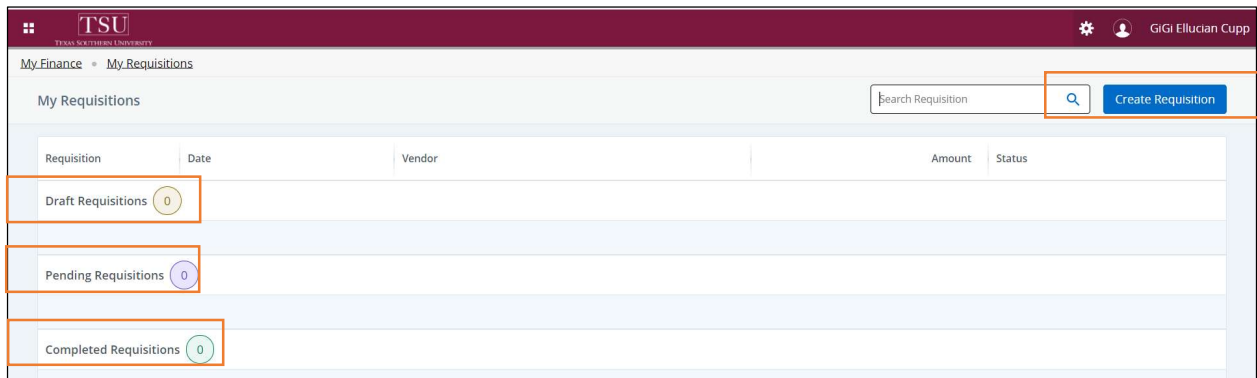 TSU
TEXAS SOUTHERN UNIVERSITY
GiGi Ellucian Cupp
My Finance • My Requisitions
My Requisitions
Search Requisition
Create Requisition
Requisition Date Vendor Amount Status
Draft Requisitions 0
Pending Requisitions 0
Completed Requisitions 0